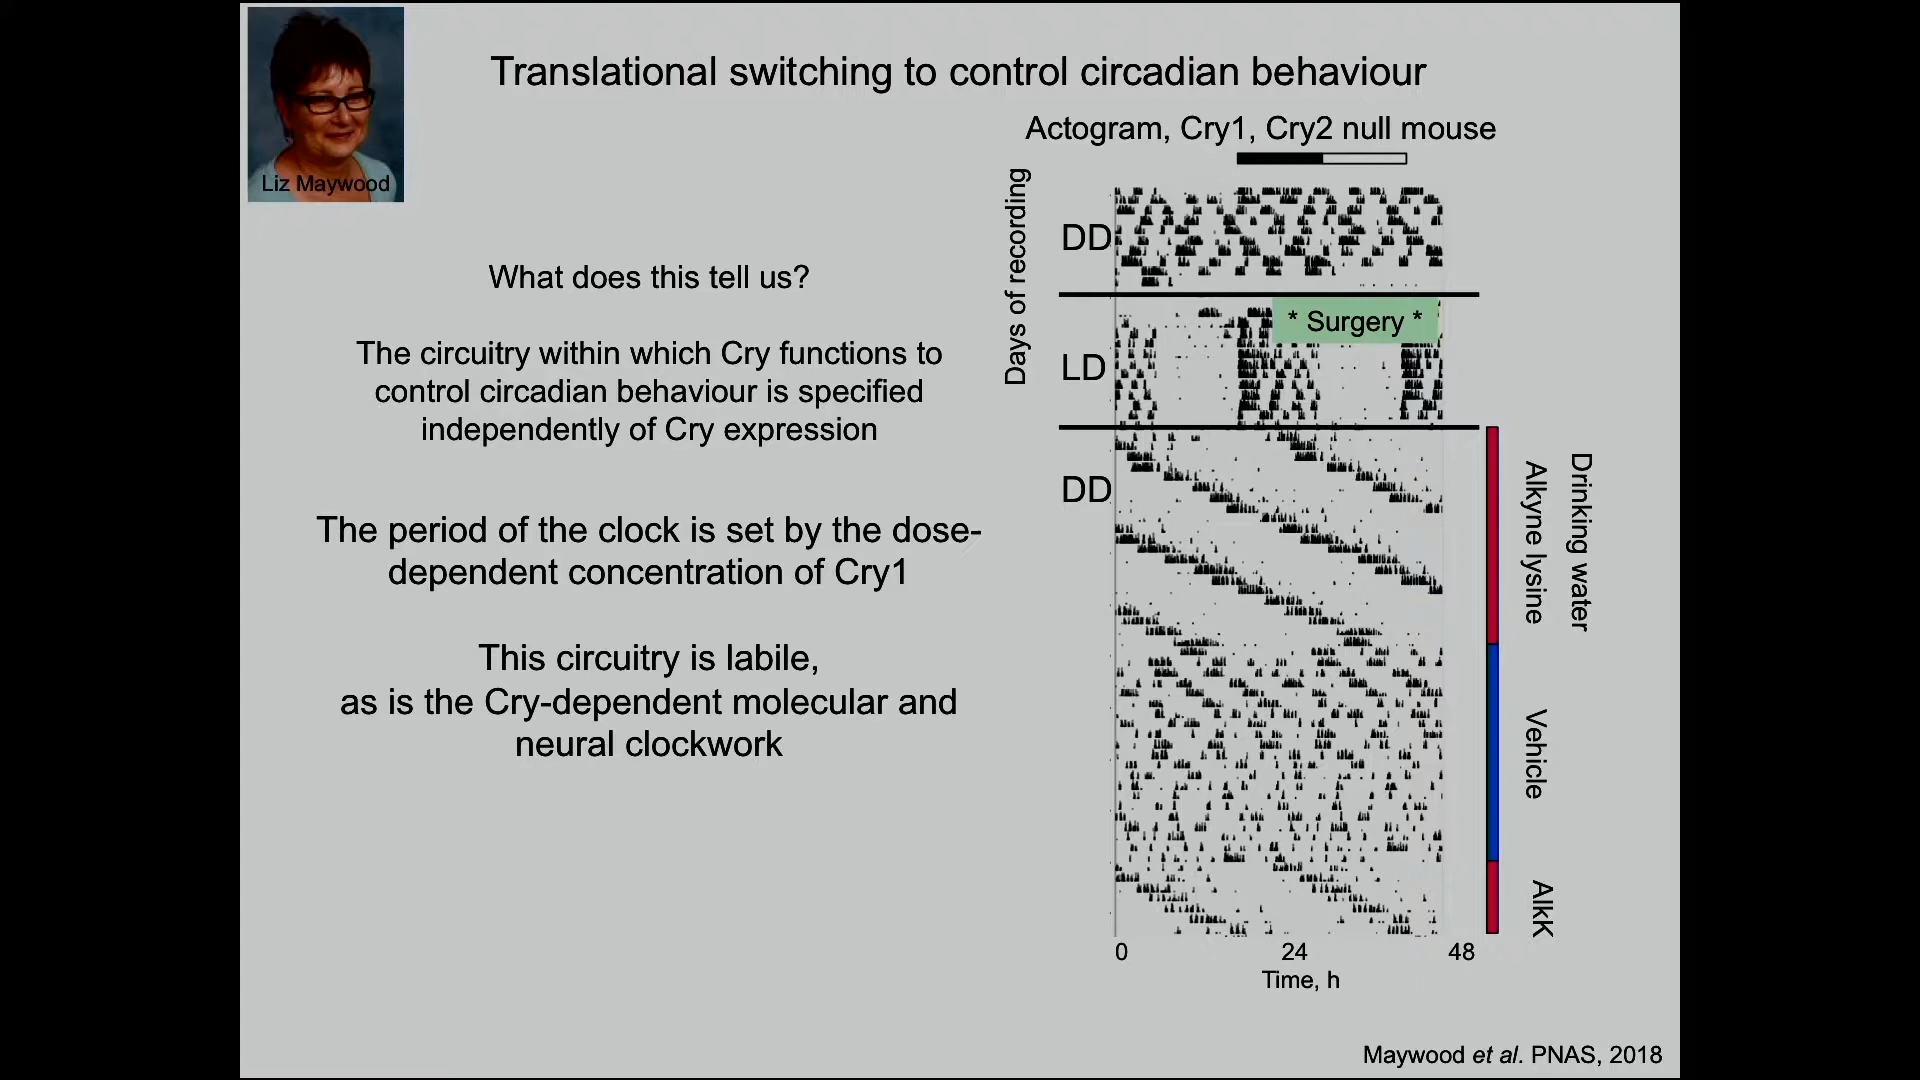 Translational switching to control circadian behaviour
Liz Maywood
What does this tell us?
The circuitry within which Cry functions to
control circadian behaviour is specified
independently of Cry expression
The period of the clock is set by the dose-
dependent concentration of Cry1
This circuitry is labile,
as is the Cry-dependent molecular and
neural clockwork
Actogram, Cry1, Cry2 null mouse
Days of recording
DD
* Surgery *
LD
DD
Drinking water
Alkyne lysine
Vehicle
AlkK
0 24 48
Time, h
Maywood et al. PNAS, 2018